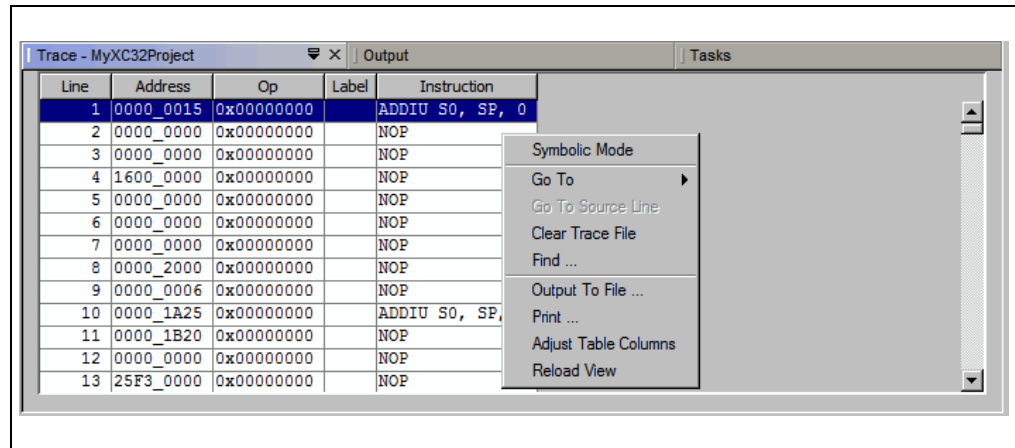 Trace - MyXC32Project Output Tasks
Line Address Op Label Instruction
1 0000_0015 0x00000000 ADDIU S0, SP, 0
2 0000_0000 0x00000000 NOP
3 0000_0000 0x00000000 NOP
4 1600_0000 0x00000000 NOP
5 0000_0000 0x00000000 NOP
6 0000_0000 0x00000000 NOP
7 0000_0000 0x00000000 NOP
8 0000_2000 0x00000000 NOP
9 0000_0006 0x00000000 NOP
10 0000_1A25 0x00000000 ADDIU S0, SP,
11 0000_1B20 0x00000000 NOP
12 0000_0000 0x00000000 NOP
13 25F3_0000 0x00000000 NOP
Symbolic Mode
Go To
Go To Source Line
Clear Trace File
Find ...
Output To File ...
Print ...
Adjust Table Columns
Reload View